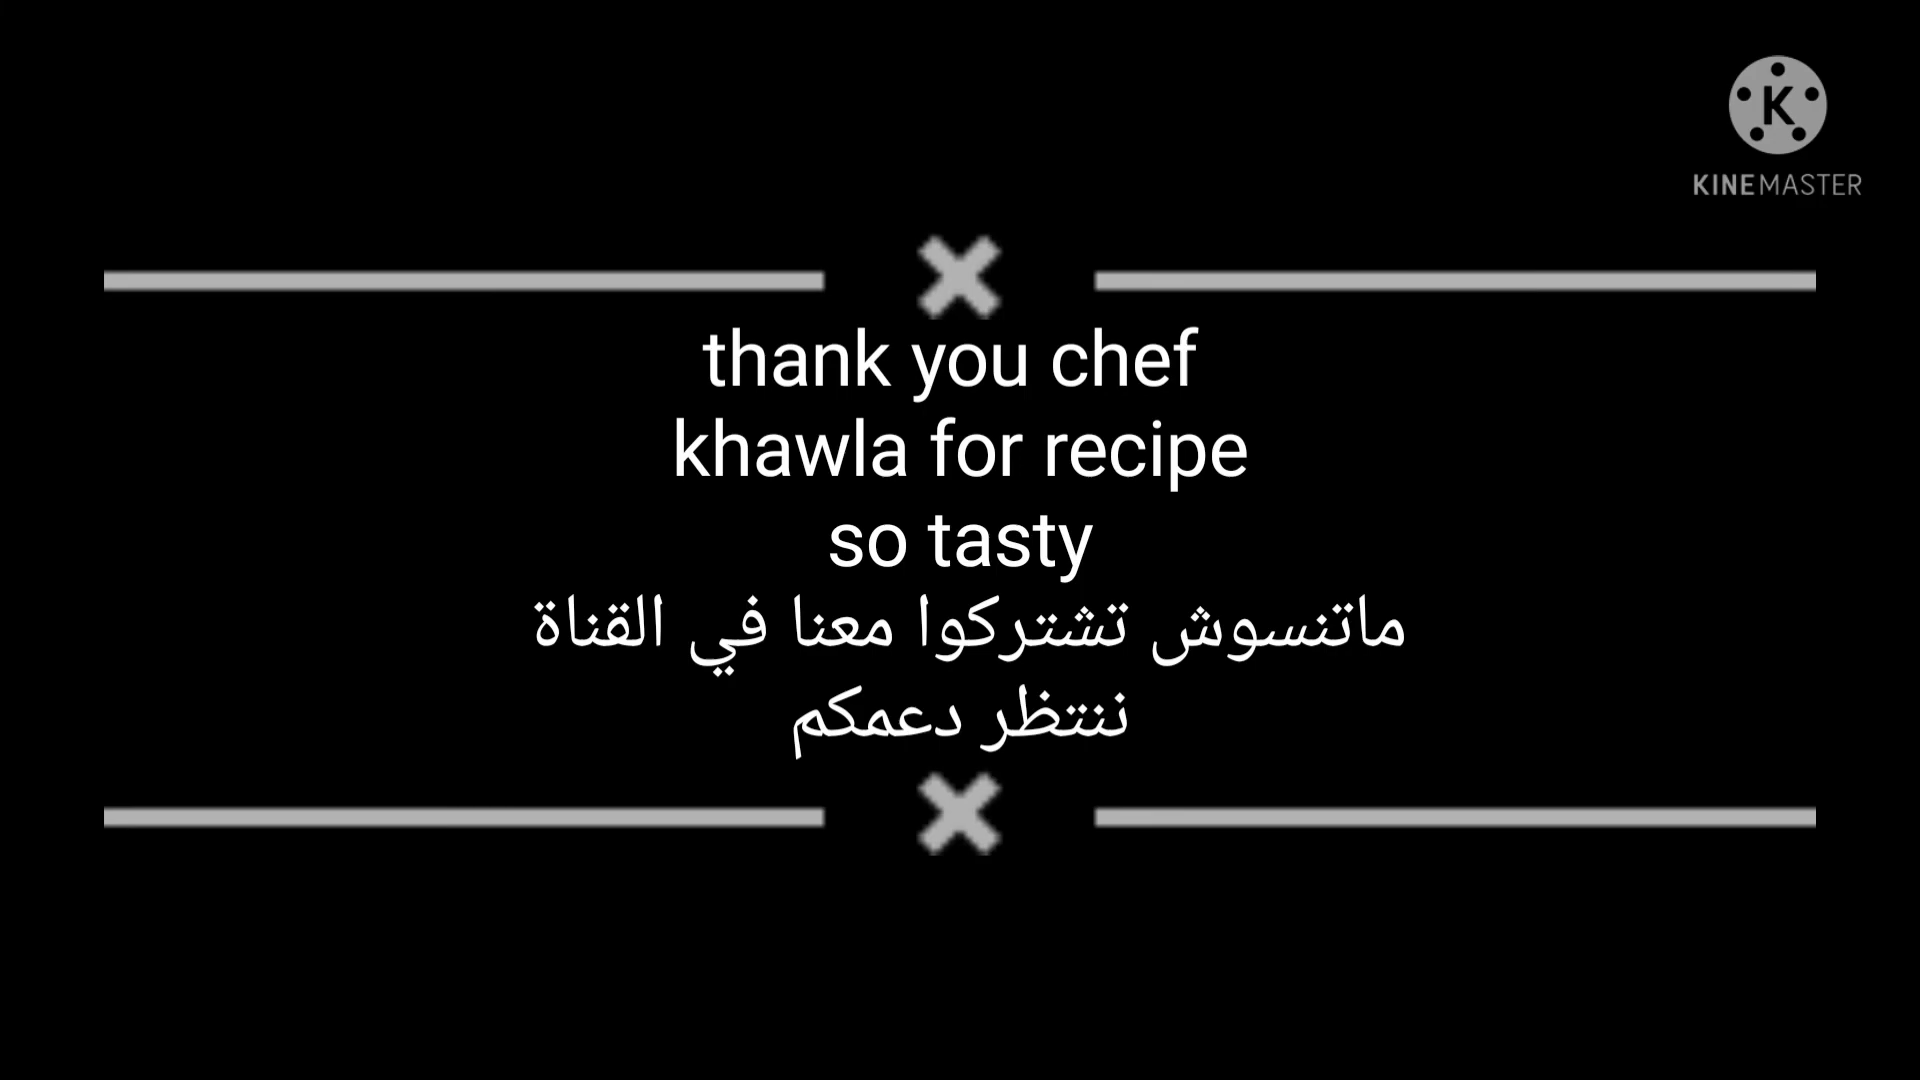 KINEMASTER
thank you chef
khawla for recipe
so tasty
ماتنسوش تشتركوا معنا في القناة
ننتظر دعمكم